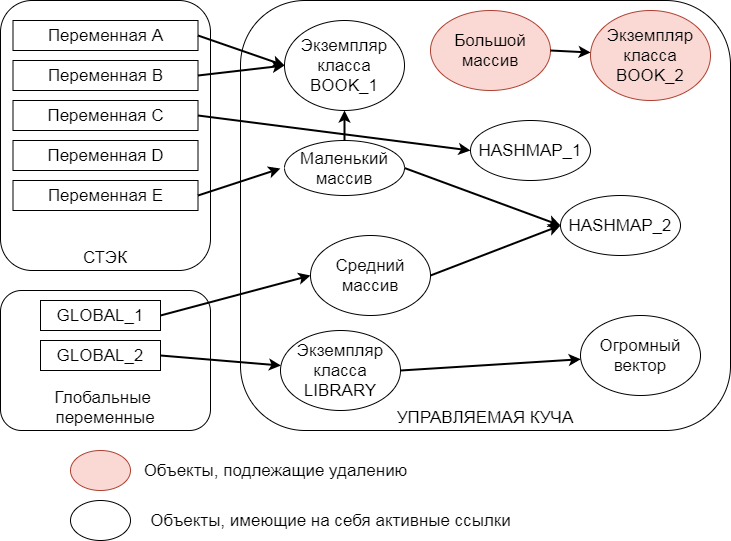 Переменная A
Переменная B
Переменная C
Переменная D
Переменная E
СТЭК
GLOBAL_1
GLOBAL_2
Глобальные
переменные
Экземпляр
класса
BOOK_1
Большой
массив
Экземпляр
класса
BOOK_2
HASHMAP_1
Маленький
массив
HASHMAP_2
Средний
массив
Экземпляр
класса
LIBRARY
Огромный
вектор
УПРАВЛЯЕМАЯ КУЧА
Объекты, подлежащие удалению
Объекты, имеющие на себя активные ссылки